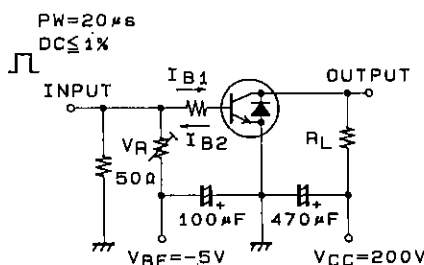 PW=20μs
DC≦1%
INPUT
IB1
OUTPUT
VR
IB2
RL
50Ω
+
100μF
+
470μF
VBE=-5V
VCC=200V